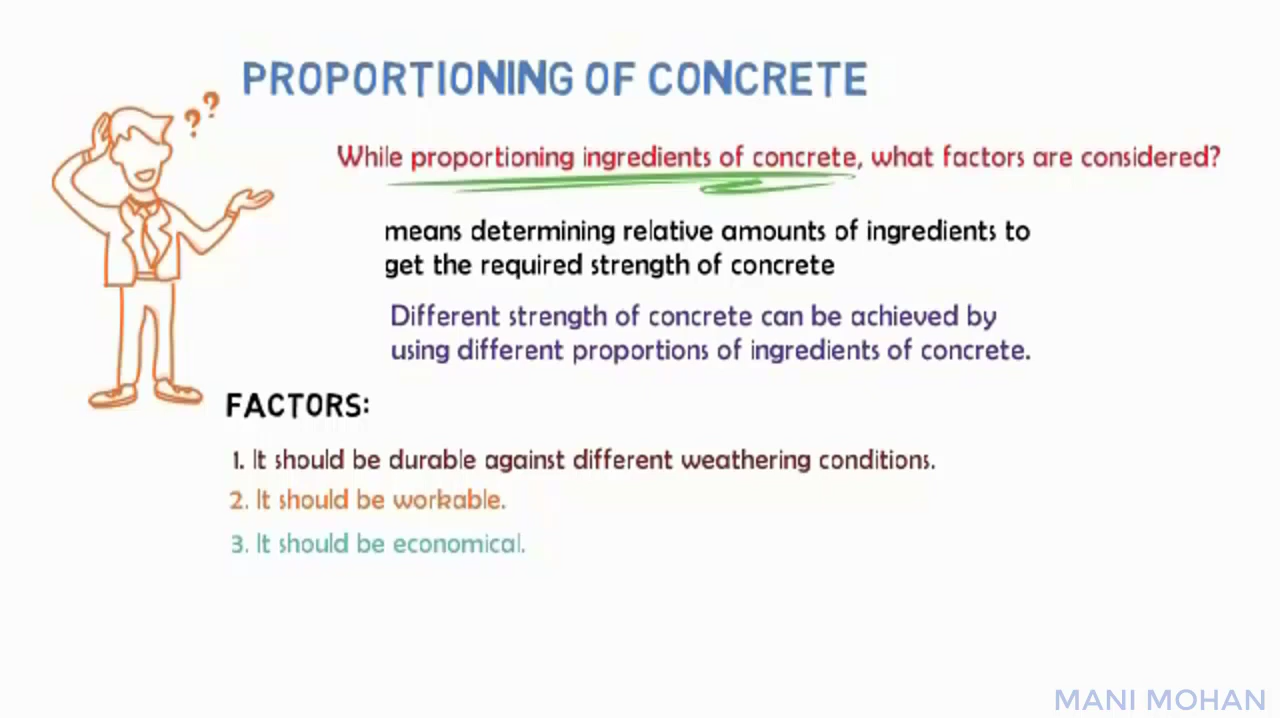 PROPORTIONING OF CONCRETE
??
While proportioning ingredients of concrete, what factors are considered?
means determining relative amounts of ingredients to
get the required strength of concrete
Different strength of concrete can be achieved by
using different proportions of ingredients of concrete.
FACTORS:
1. It should be durable against different weathering conditions.
2. It should be workable.
3. It should be economical.
MANI MOHAN